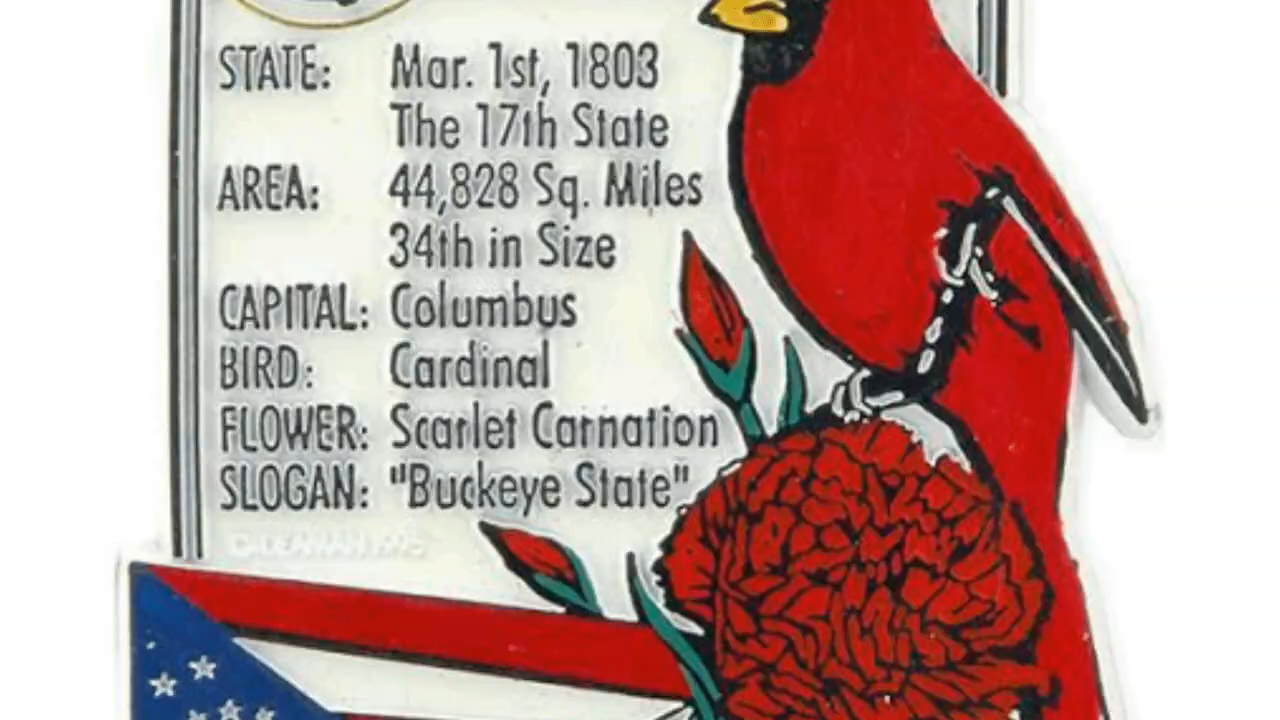 STATE: Mar. 1st, 1803
The 17th State
AREA: 44,828 Sq. Miles
34th in Size
CAPITAL: Columbus
BIRD: Cardinal
FLOWER: Scarlet Carnation
SLOGAN: "Buckeye State"